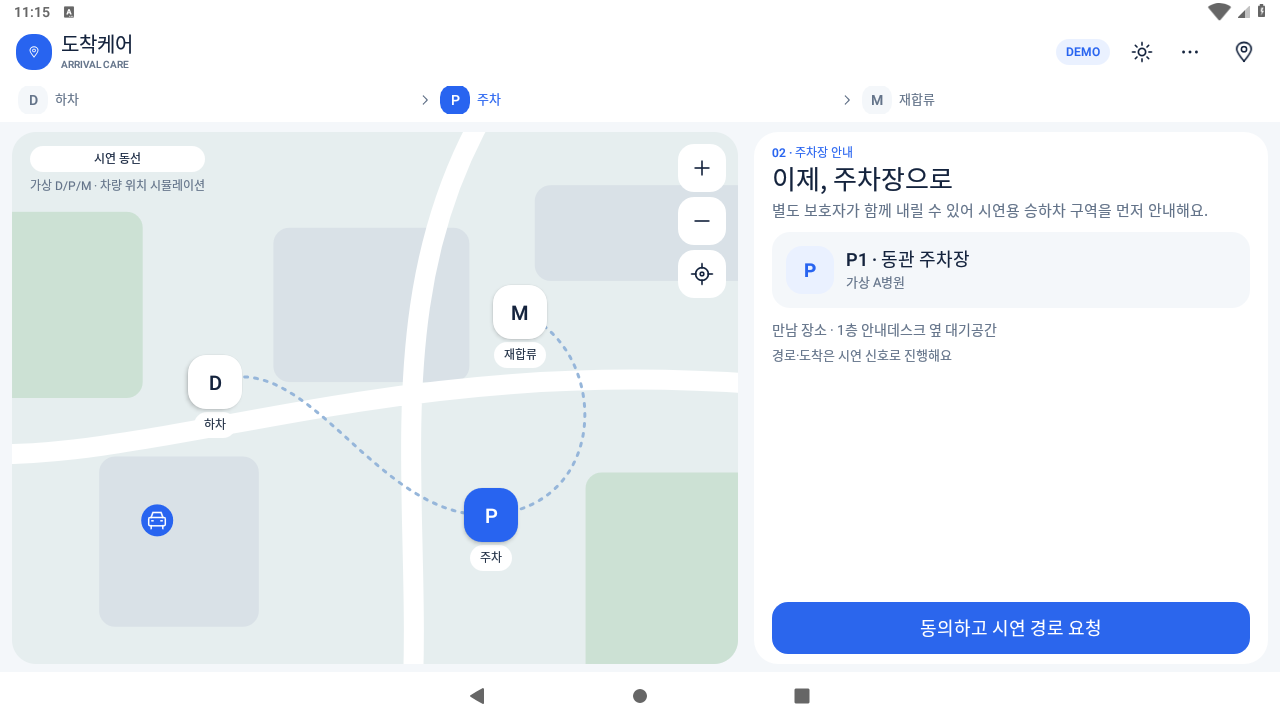 11:15
도착케어
ARRIVAL CARE
DEMO
D 하차
P 주차
M 재합류
시연 동선
가상 D/P/M · 차량 위치 시뮬레이션
M
재합류
D
하차
P
주차
02 · 주차장 안내
이제, 주차장으로
별도 보호자가 함께 내릴 수 있어 시연용 승하차 구역을 먼저 안내해요.
P
P1 · 동관 주차장
가상 A병원
만남 장소 · 1층 안내데스크 옆 대기공간
경로·도착은 시연 신호로 진행해요
동의하고 시연 경로 요청